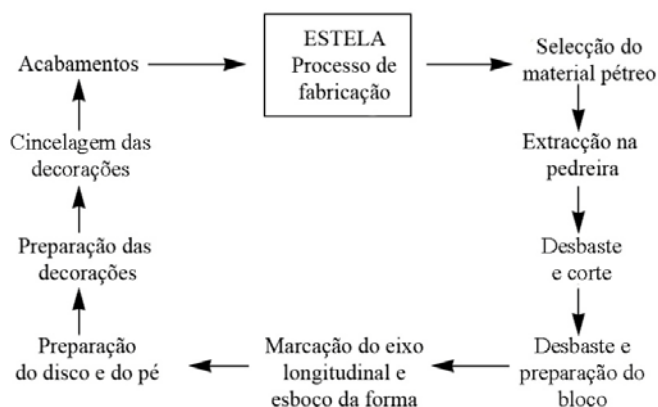 ESTELA
Processo de
fabricação
Selecção do
material pétreo
Extracção na
pedreira
Desbaste
e corte
Desbaste e
preparação do
bloco
Marcação do eixo
longitudinal e
esboço da forma
Preparação
do disco e do pé
Preparação das
decorações
Cincelagem das
decorações
Acabamentos